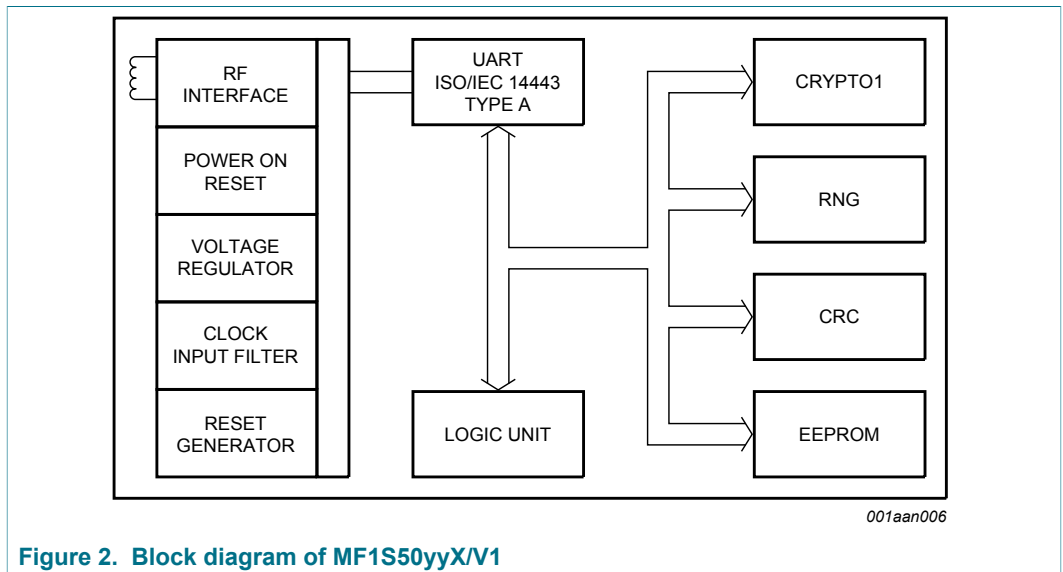 RF
INTERFACE
POWER ON
RESET
VOLTAGE
REGULATOR
CLOCK
INPUT FILTER
RESET
GENERATOR
UART
ISO/IEC 14443
TYPE A
LOGIC UNIT
CRYPTO1
RNG
CRC
EEPROM
001aan006
Figure 2. Block diagram of MF1S50yyX/V1